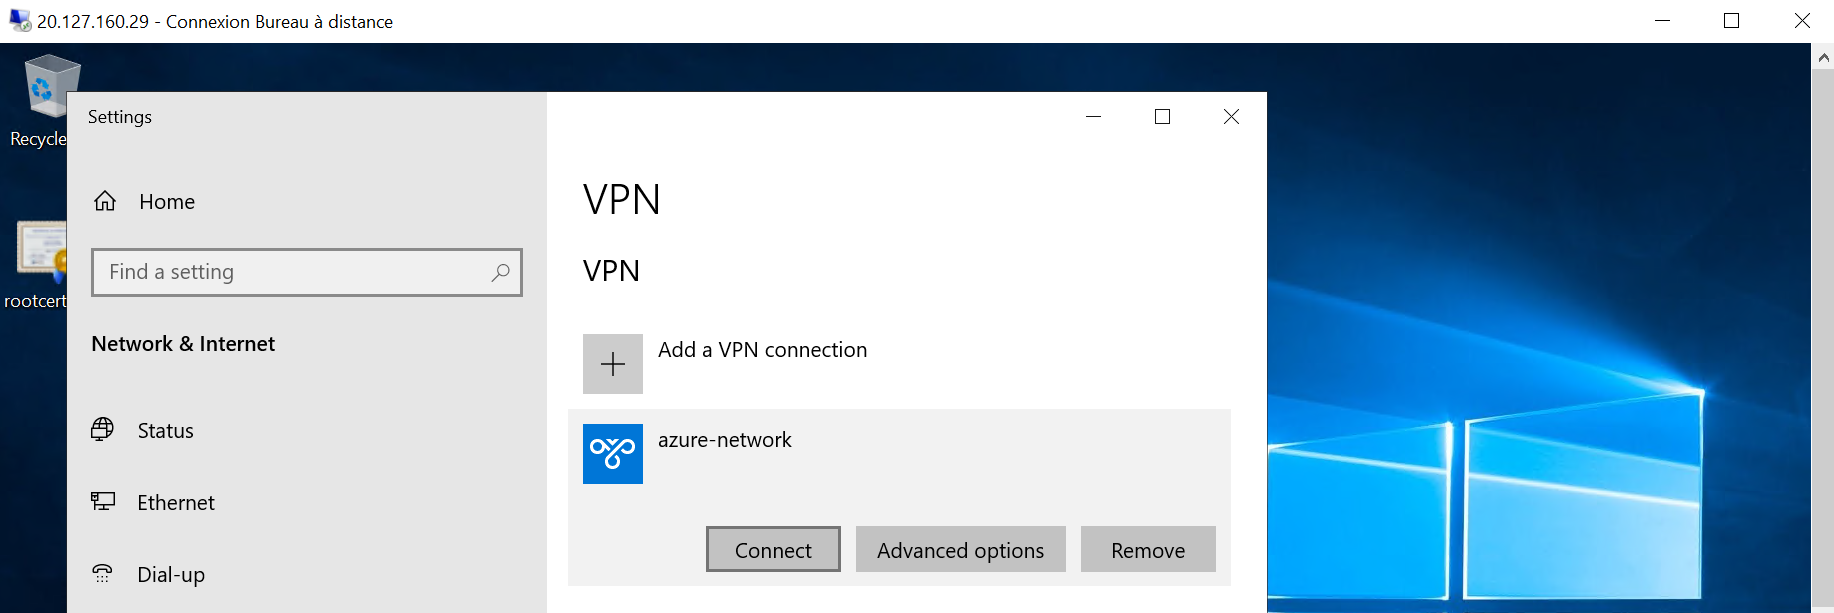 20.127.160.29 - Connexion Bureau à distance
Recycle
rootcert
Settings
Home
Find a setting
Network & Internet
Status
Ethernet
Dial-up
VPN
VPN
Add a VPN connection
azure-network
Connect
Advanced options
Remove